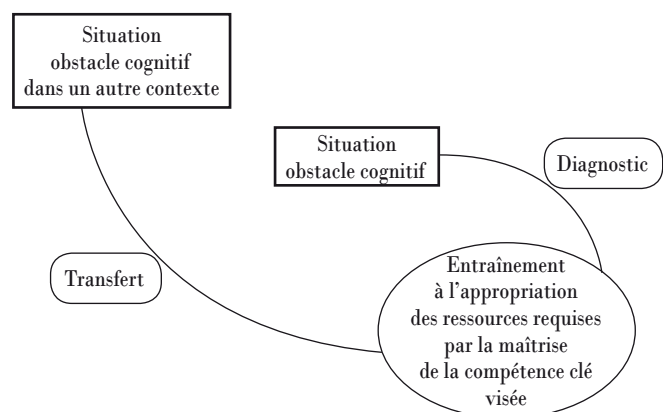 Situation
obstacle cognitif
dans un autre contexte
Situation
obstacle cognitif
Diagnostic
Transfert
Entraînement
à l'appropriation
des ressources requises
par la maîtrise
de la compétence clé
visée